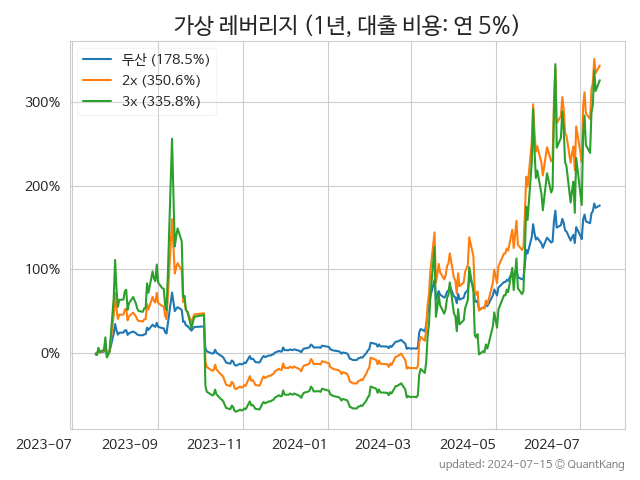 가상 레버리지 (1년, 대출 비용: 연 5%)
두산 (178.5%)
2x (350.6%)
3x (335.8%)
300%
200%
100%
0%
2023-07
2023-09
2023-11
2024-01
2024-03
2024-05
2024-07
updated: 2024-07-15 © QuantKang